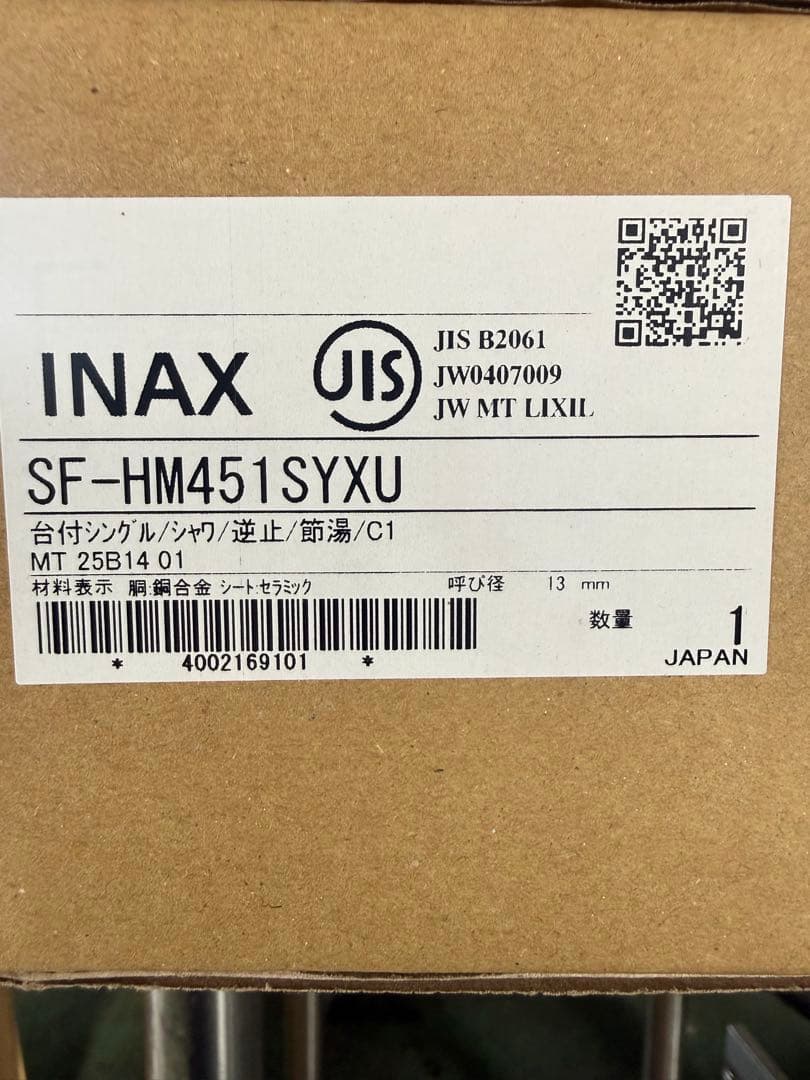 INAX
JIS
JIS B2061
JW0407009
JW MT LIXIL
SF-HM451SYXU
台付シングル/シャワ/逆止/節湯/C1
MT 25B14 01
材料表示 胴:銅合金 シート:セラミック 呼び径 13 mm
数量 1
* 4002169101 *
JAPAN